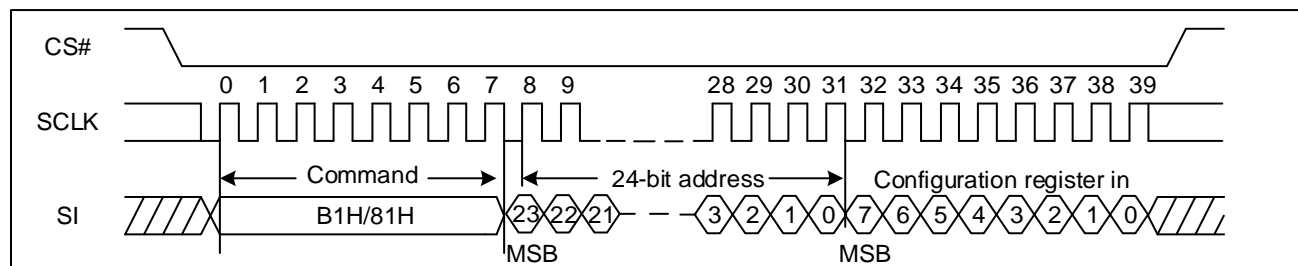 CS#
0 1 2 3 4 5 6 7 8 9 28 29 30 31 32 33 34 35 36 37 38 39
SCLK
Command 24-bit address Configuration register in
SI B1H/81H 23 22 21 3 2 1 0 7 6 5 4 3 2 1 0
MSB MSB